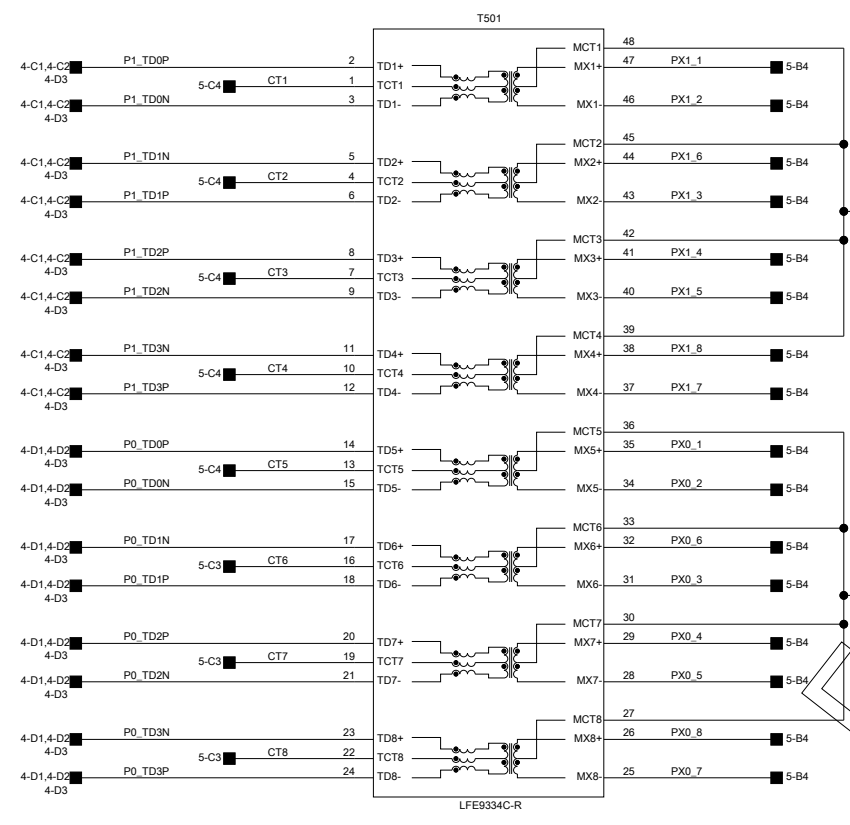 T501
MCT1 48
4-C1,4-C2 P1_TD0P 2 TD1+ MX1+ 47 PX1_1 5-B4
4-D3 5-C4 CT1 1 TCT1
4-C1,4-C2 P1_TD0N 3 TD1- MX1- 46 PX1_2 5-B4
4-D3
MCT2 45
4-C1,4-C2 P1_TD1N 5 TD2+ MX2+ 44 PX1_6 5-B4
4-D3 5-C4 CT2 4 TCT2
4-C1,4-C2 P1_TD1P 6 TD2- MX2- 43 PX1_3 5-B4
4-D3
MCT3 42
4-C1,4-C2 P1_TD2P 8 TD3+ MX3+ 41 PX1_4 5-B4
4-D3 5-C4 CT3 7 TCT3
4-C1,4-C2 P1_TD2N 9 TD3- MX3- 40 PX1_5 5-B4
4-D3
MCT4 39
4-C1,4-C2 P1_TD3N 11 TD4+ MX4+ 38 PX1_8 5-B4
4-D3 5-C4 CT4 10 TCT4
4-C1,4-C2 P1_TD3P 12 TD4- MX4- 37 PX1_7 5-B4
4-D3
MCT5 36
4-D1,4-D2 P0_TD0P 14 TD5+ MX5+ 35 PX0_1 5-B4
4-D3 5-C4 CT5 13 TCT5
4-D1,4-D2 P0_TD0N 15 TD5- MX5- 34 PX0_2 5-B4
4-D3
MCT6 33
4-D1,4-D2 P0_TD1N 17 TD6+ MX6+ 32 PX0_6 5-B4
4-D3 5-C3 CT6 16 TCT6
4-D1,4-D2 P0_TD1P 18 TD6- MX6- 31 PX0_3 5-B4
4-D3
MCT7 30
4-D1,4-D2 P0_TD2P 20 TD7+ MX7+ 29 PX0_4 5-B4
4-D3 5-C3 CT7 19 TCT7
4-D1,4-D2 P0_TD2N 21 TD7- MX7- 28 PX0_5 5-B4
4-D3
MCT8 27
4-D1,4-D2 P0_TD3N 23 TD8+ MX8+ 26 PX0_8 5-B4
4-D3 5-C3 CT8 22 TCT8
4-D1,4-D2 P0_TD3P 24 TD8- MX8- 25 PX0_7 5-B4
4-D3
LFE9334C-R